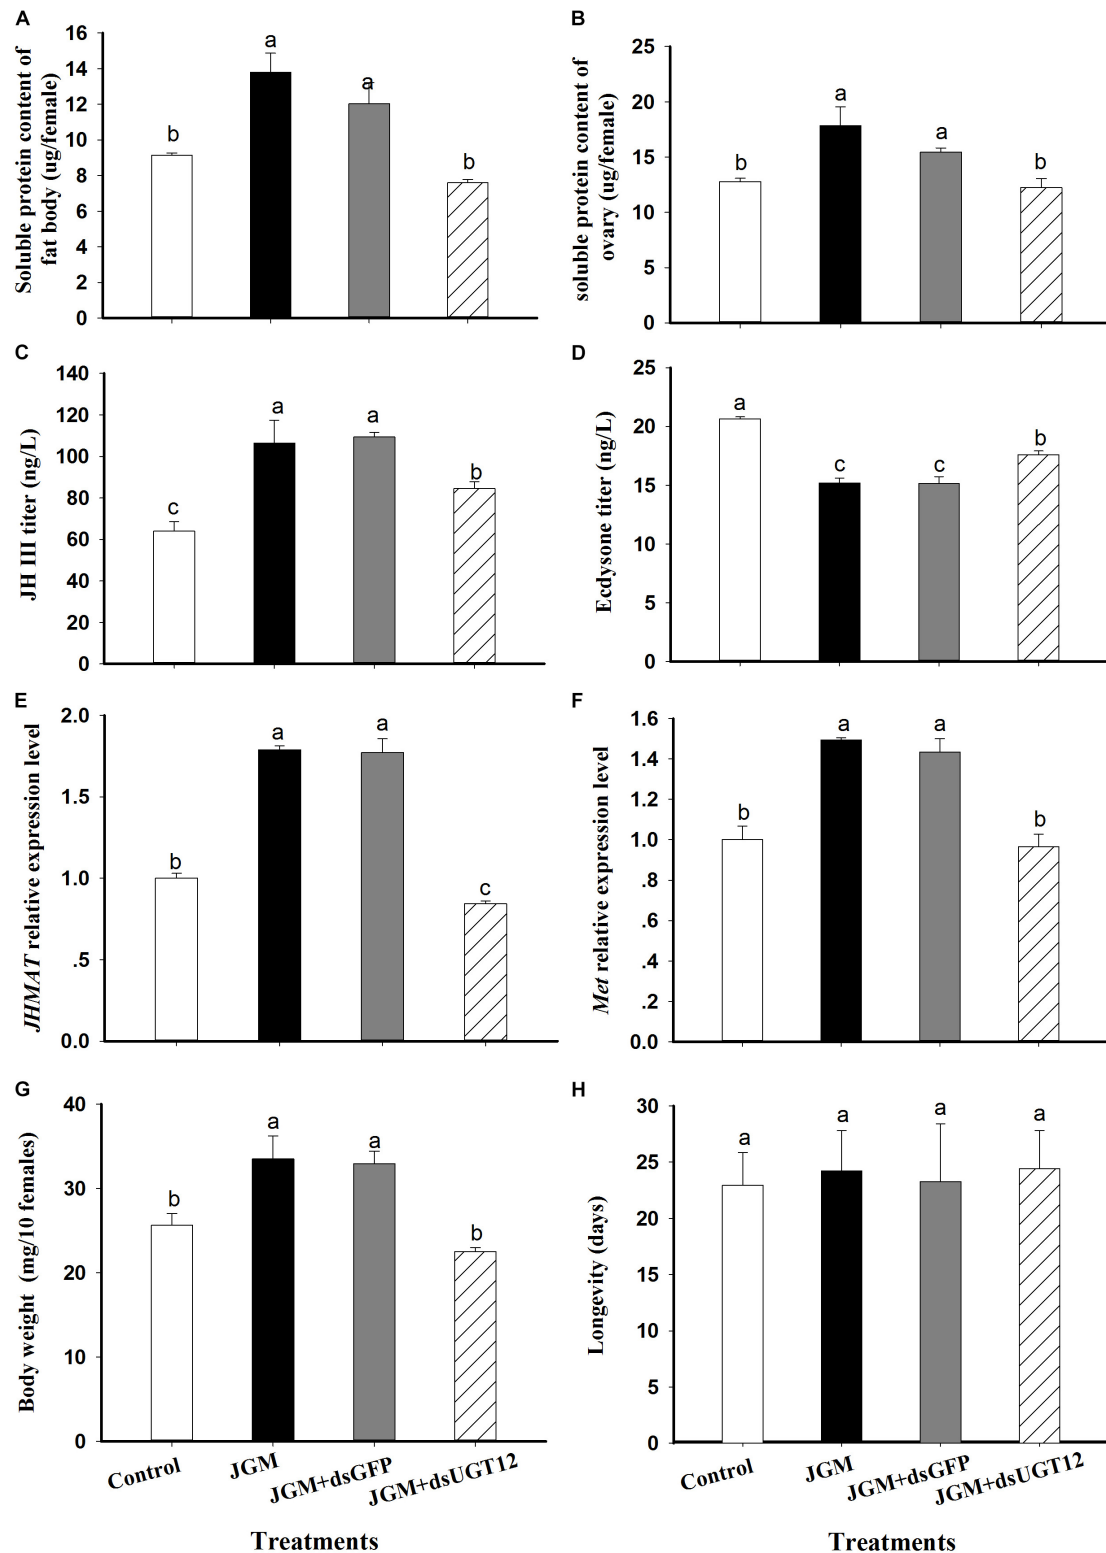 A
Soluble protein content of
fat body (ug/female)
16
14
12
10
8
6
4
2
0
b
a
a
b
B
soluble protein content of
ovary (ug/female)
25
20
15
10
5
0
b
a
a
b
C
JH III titer (ng/L)
140
120
100
80
60
40
20
0
c
a
a
b
D
Ecdysone titer (ng/L)
25
20
15
10
5
0
a
c
c
b
E
JHMAT relative expression level
2.0
1.5
1.0
.5
0.0
b
a
a
c
F
Met relative expression level
1.6
1.4
1.2
1.0
.8
.6
.4
.2
0.0
b
a
a
b
G
Body weight (mg/10 females)
40
30
20
10
0
b
a
a
b
Control
JGM
JGM+dsGFP
JGM+dsUGT12
Treatments
H
Longevity (days)
30
25
20
15
10
5
0
a
a
a
a
Control
JGM
JGM+dsGFP
JGM+dsUGT12
Treatments